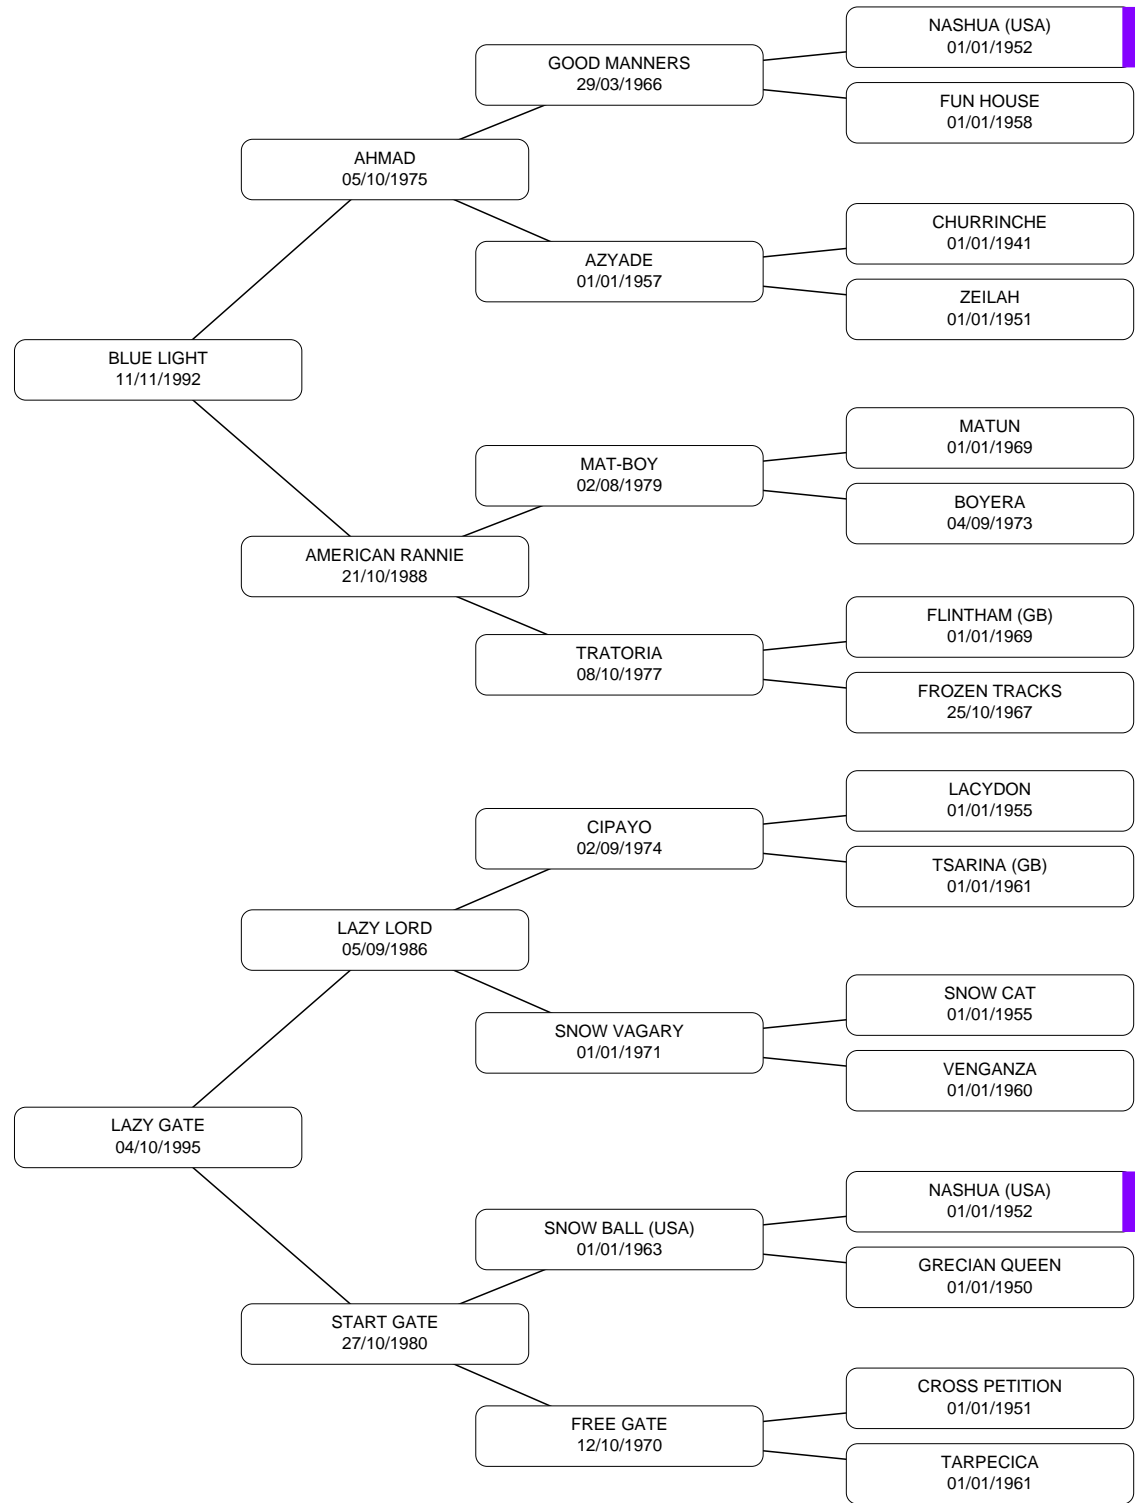 NASHUA (USA)
01/01/1952
GOOD MANNERS
29/03/1966
FUN HOUSE
01/01/1958
AHMAD
05/10/1975
CHURRINCHE
01/01/1941
AZYADE
01/01/1957
ZEILAH
01/01/1951
BLUE LIGHT
11/11/1992
MATUN
01/01/1969
MAT-BOY
02/08/1979
BOYERA
04/09/1973
AMERICAN RANNIE
21/10/1988
FLINTHAM (GB)
01/01/1969
TRATORIA
08/10/1977
FROZEN TRACKS
25/10/1967
LACYDON
01/01/1955
CIPAYO
02/09/1974
TSARINA (GB)
01/01/1961
LAZY LORD
05/09/1986
SNOW CAT
01/01/1955
SNOW VAGARY
01/01/1971
VENGANZA
01/01/1960
LAZY GATE
04/10/1995
NASHUA (USA)
01/01/1952
SNOW BALL (USA)
01/01/1963
GRECIAN QUEEN
01/01/1950
START GATE
27/10/1980
CROSS PETITION
01/01/1951
FREE GATE
12/10/1970
TARPECICA
01/01/1961